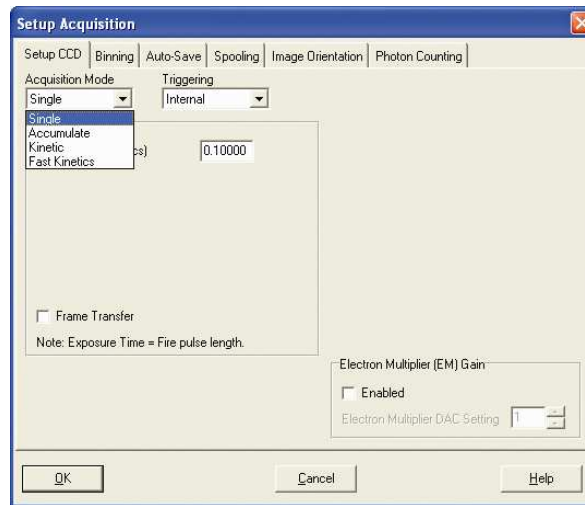 Setup Acquisition
Setup CCD Binning Auto-Save Spooling Image Orientation Photon Counting
Acquisition Mode Triggering
Single Internal
Single
Accumulate
Kinetic
Fast Kinetics
cs) 0.10000
Frame Transfer
Note: Exposure Time = Fire pulse length.
Electron Multiplier (EM) Gain
Enabled
Electron Multiplier DAC Setting 1
OK Cancel Help